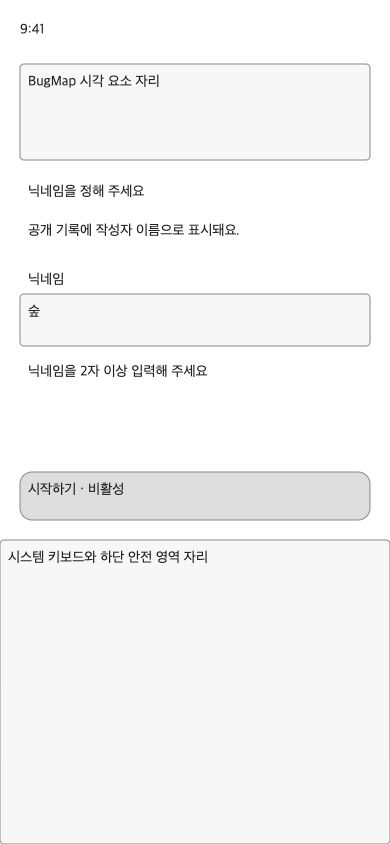 9:41
BugMap 시각 요소 자리
닉네임을 정해 주세요
공개 기록에 작성자 이름으로 표시돼요.
닉네임
숲
닉네임을 2자 이상 입력해 주세요
시작하기 · 비활성
시스템 키보드와 하단 안전 영역 자리